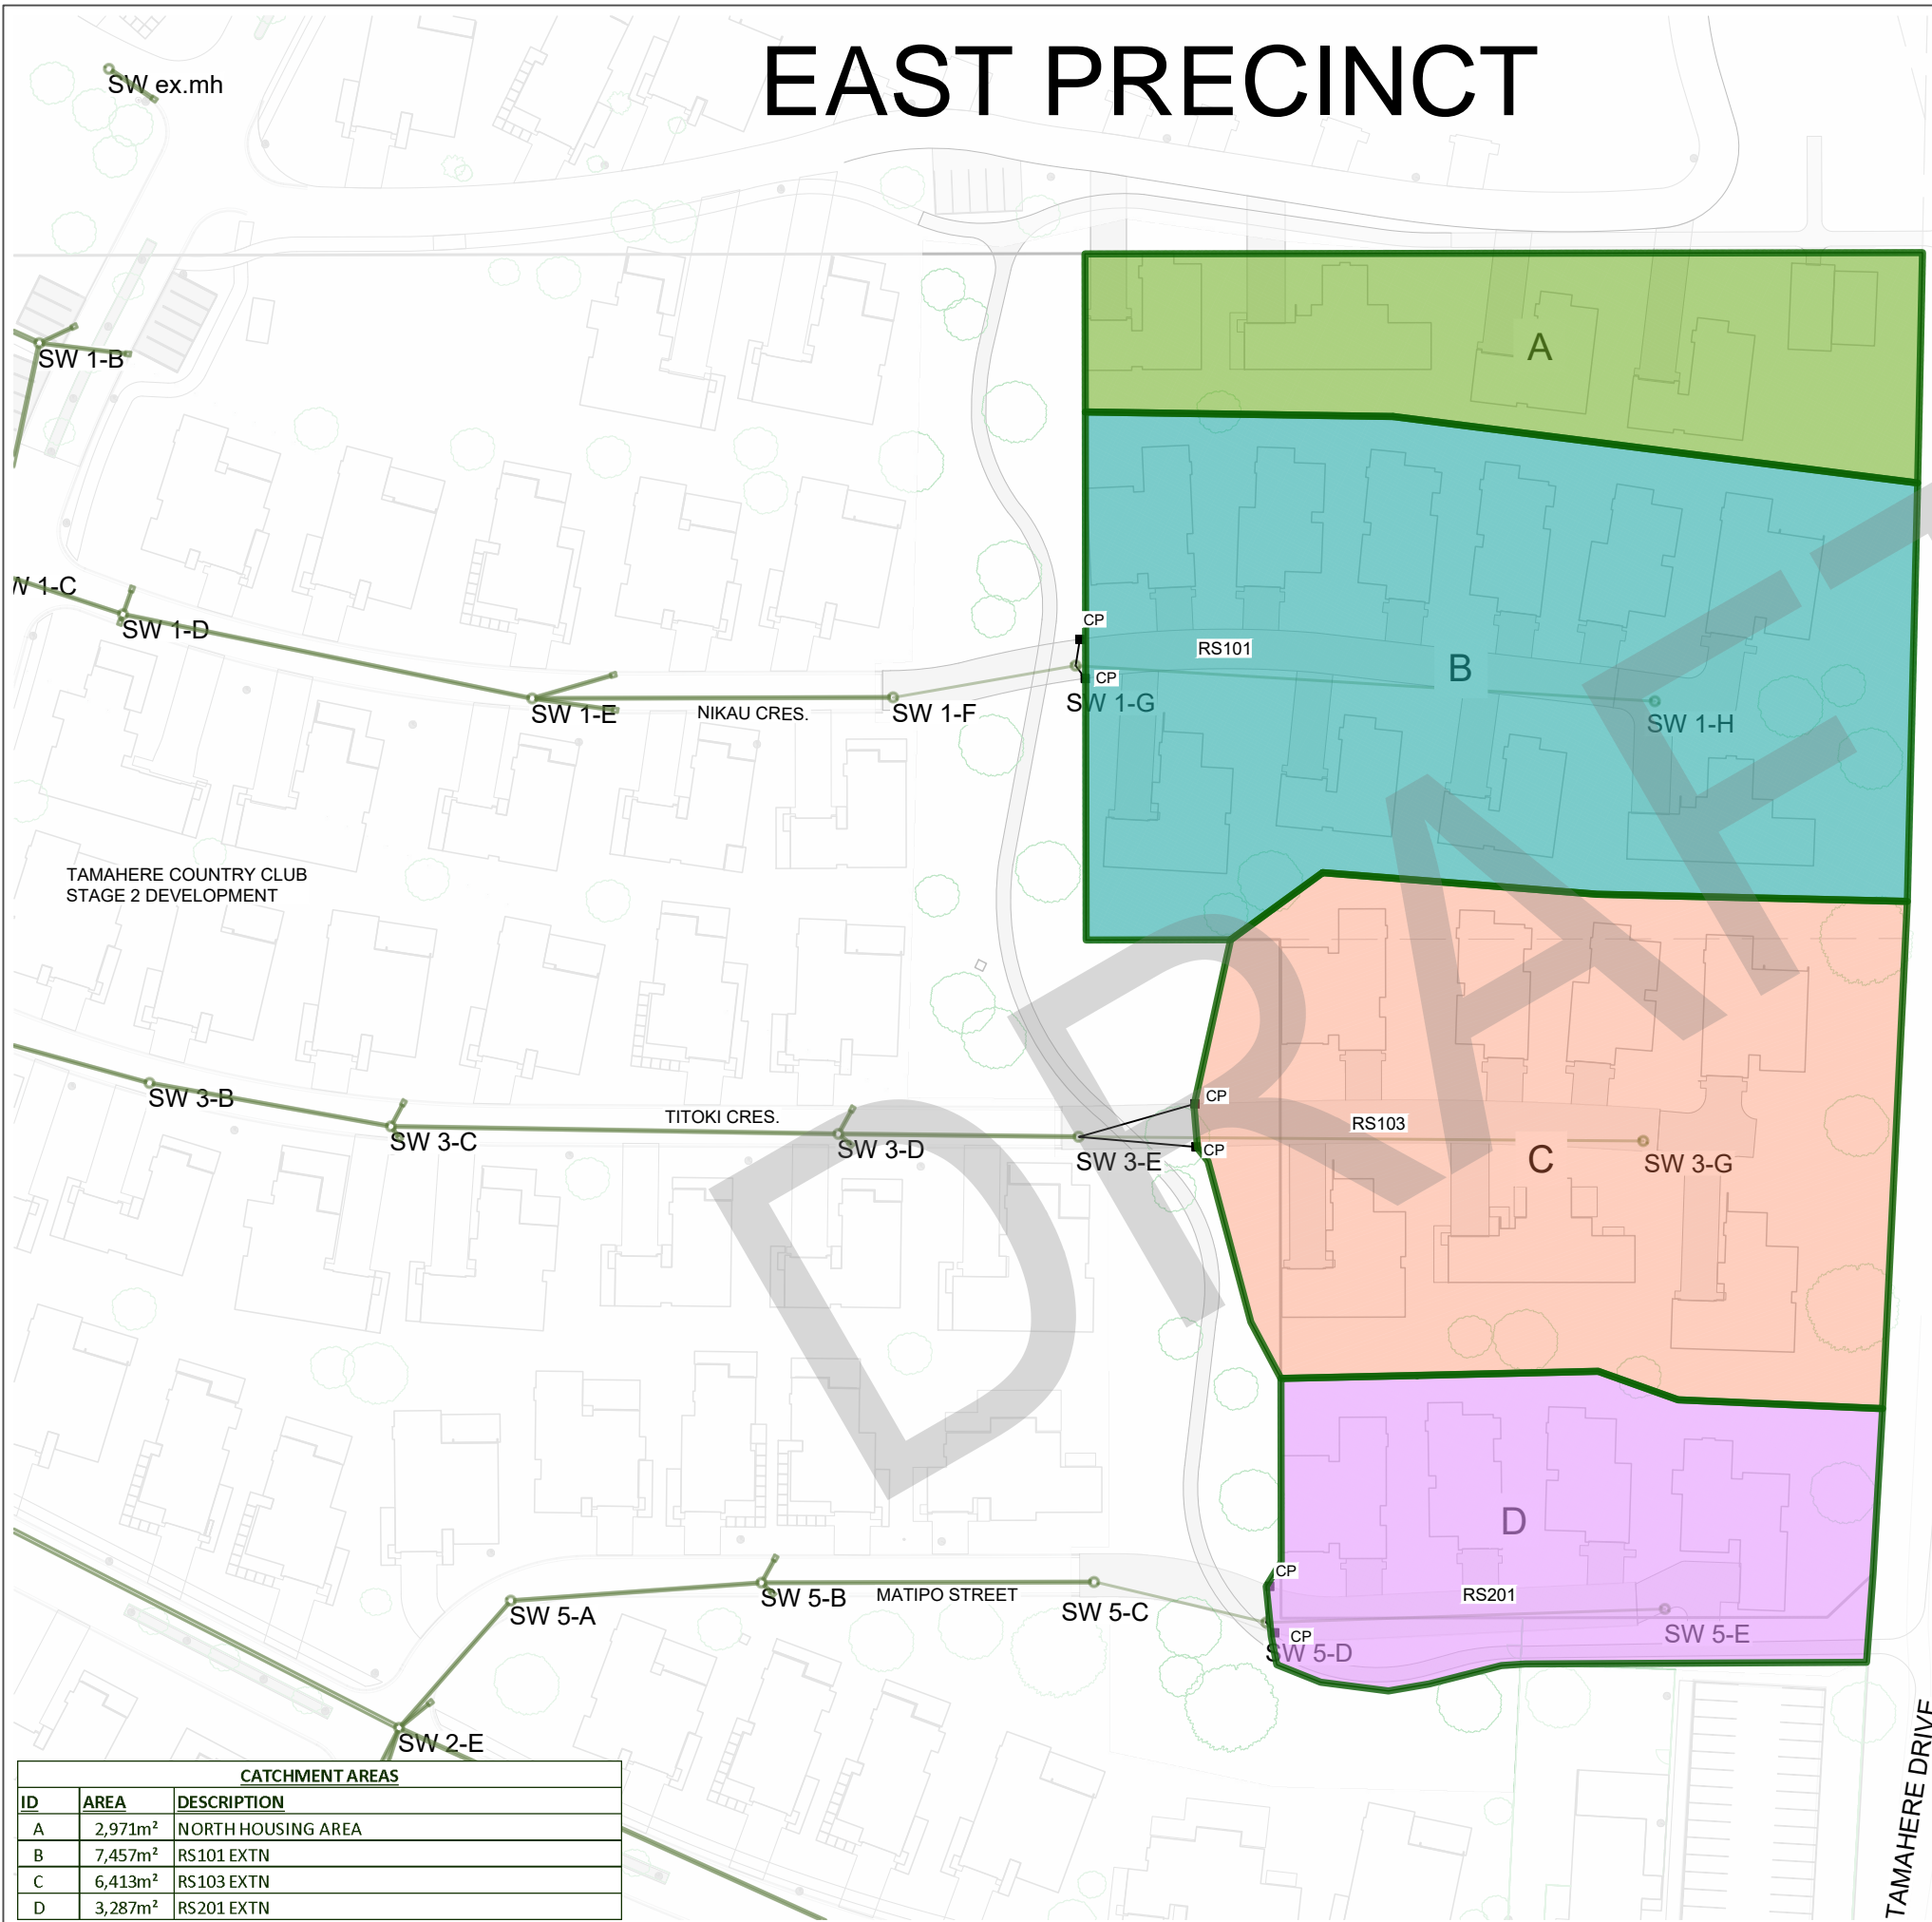 EAST PRECINCT
SW ex.mh
A
SW 1-B
W 1-C
SW 1-D
CP
RS101
B
CP
SW 1-E
NIKAU CRES.
SW 1-F
SW 1-G
SW 1-H
TAMAHERE COUNTRY CLUB
STAGE 2 DEVELOPMENT
DRAFT
SW 3-B
TITOKI CRES.
CP
RS103
SW 3-C
SW 3-D
SW 3-E
CP
C
SW 3-G
D
CP
SW 5-A
SW 5-B
MATIPO STREET
SW 5-C
RS201
CP
SW 5-D
SW 5-E
SW 2-E
TAMAHERE DRIVE
CATCHMENT AREAS
ID AREA DESCRIPTION
A 2,971m² NORTH HOUSING AREA
B 7,457m² RS101 EXTN
C 6,413m² RS103 EXTN
D 3,287m² RS201 EXTN